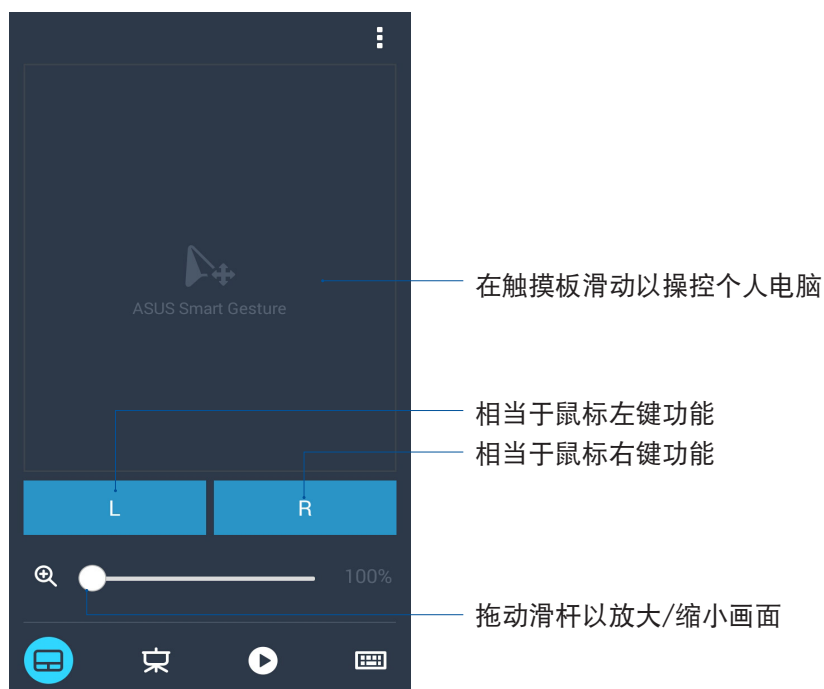 ASUS Smart Gesture
在触摸板滑动以操控个人电脑
相当于鼠标左键功能
相当于鼠标右键功能
L
R
100%
拖动滑杆以放大/缩小画面